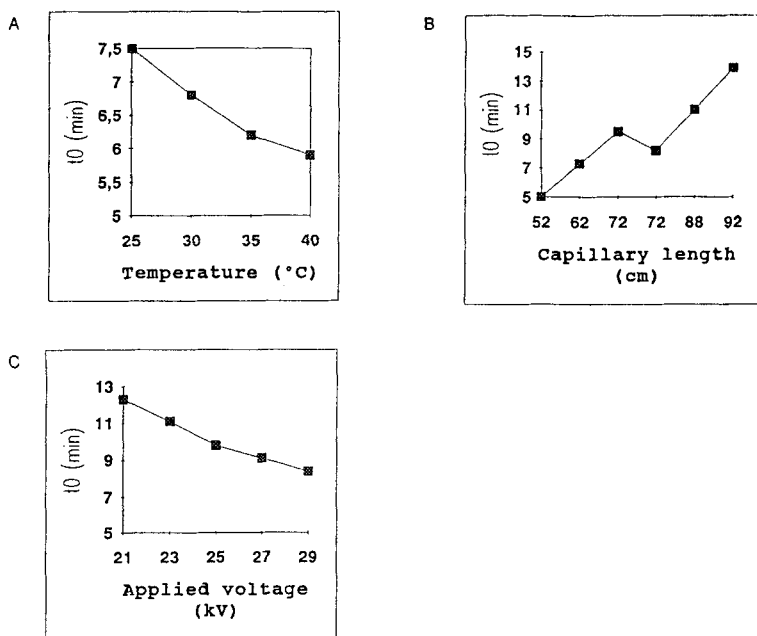 A
7,5
7
6,5
6
5,5
5
t0 (min)
25 30 35 40
Temperature (°C)
B
15
13
11
9
7
5
t0 (min)
52 62 72 72 88 92
Capillary length
(cm)
C
13
11
9
7
5
t0 (min)
21 23 25 27 29
Applied voltage
(kV)